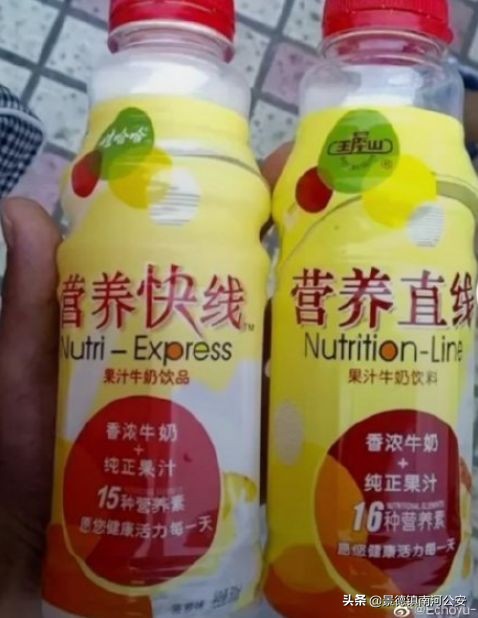 娃哈哈
营养快线
TM
Nutri-Express
果汁牛奶饮品
香浓牛奶
+
纯正果汁
15种营养素
愿您健康活力每一天
王屋山
®
营养直线
Nutrition-Line
果汁牛奶饮料
香浓牛奶
+
纯正果汁
16种营养素
愿您健康活力每一天
头条 @景德镇南河公安
@Echoyu-